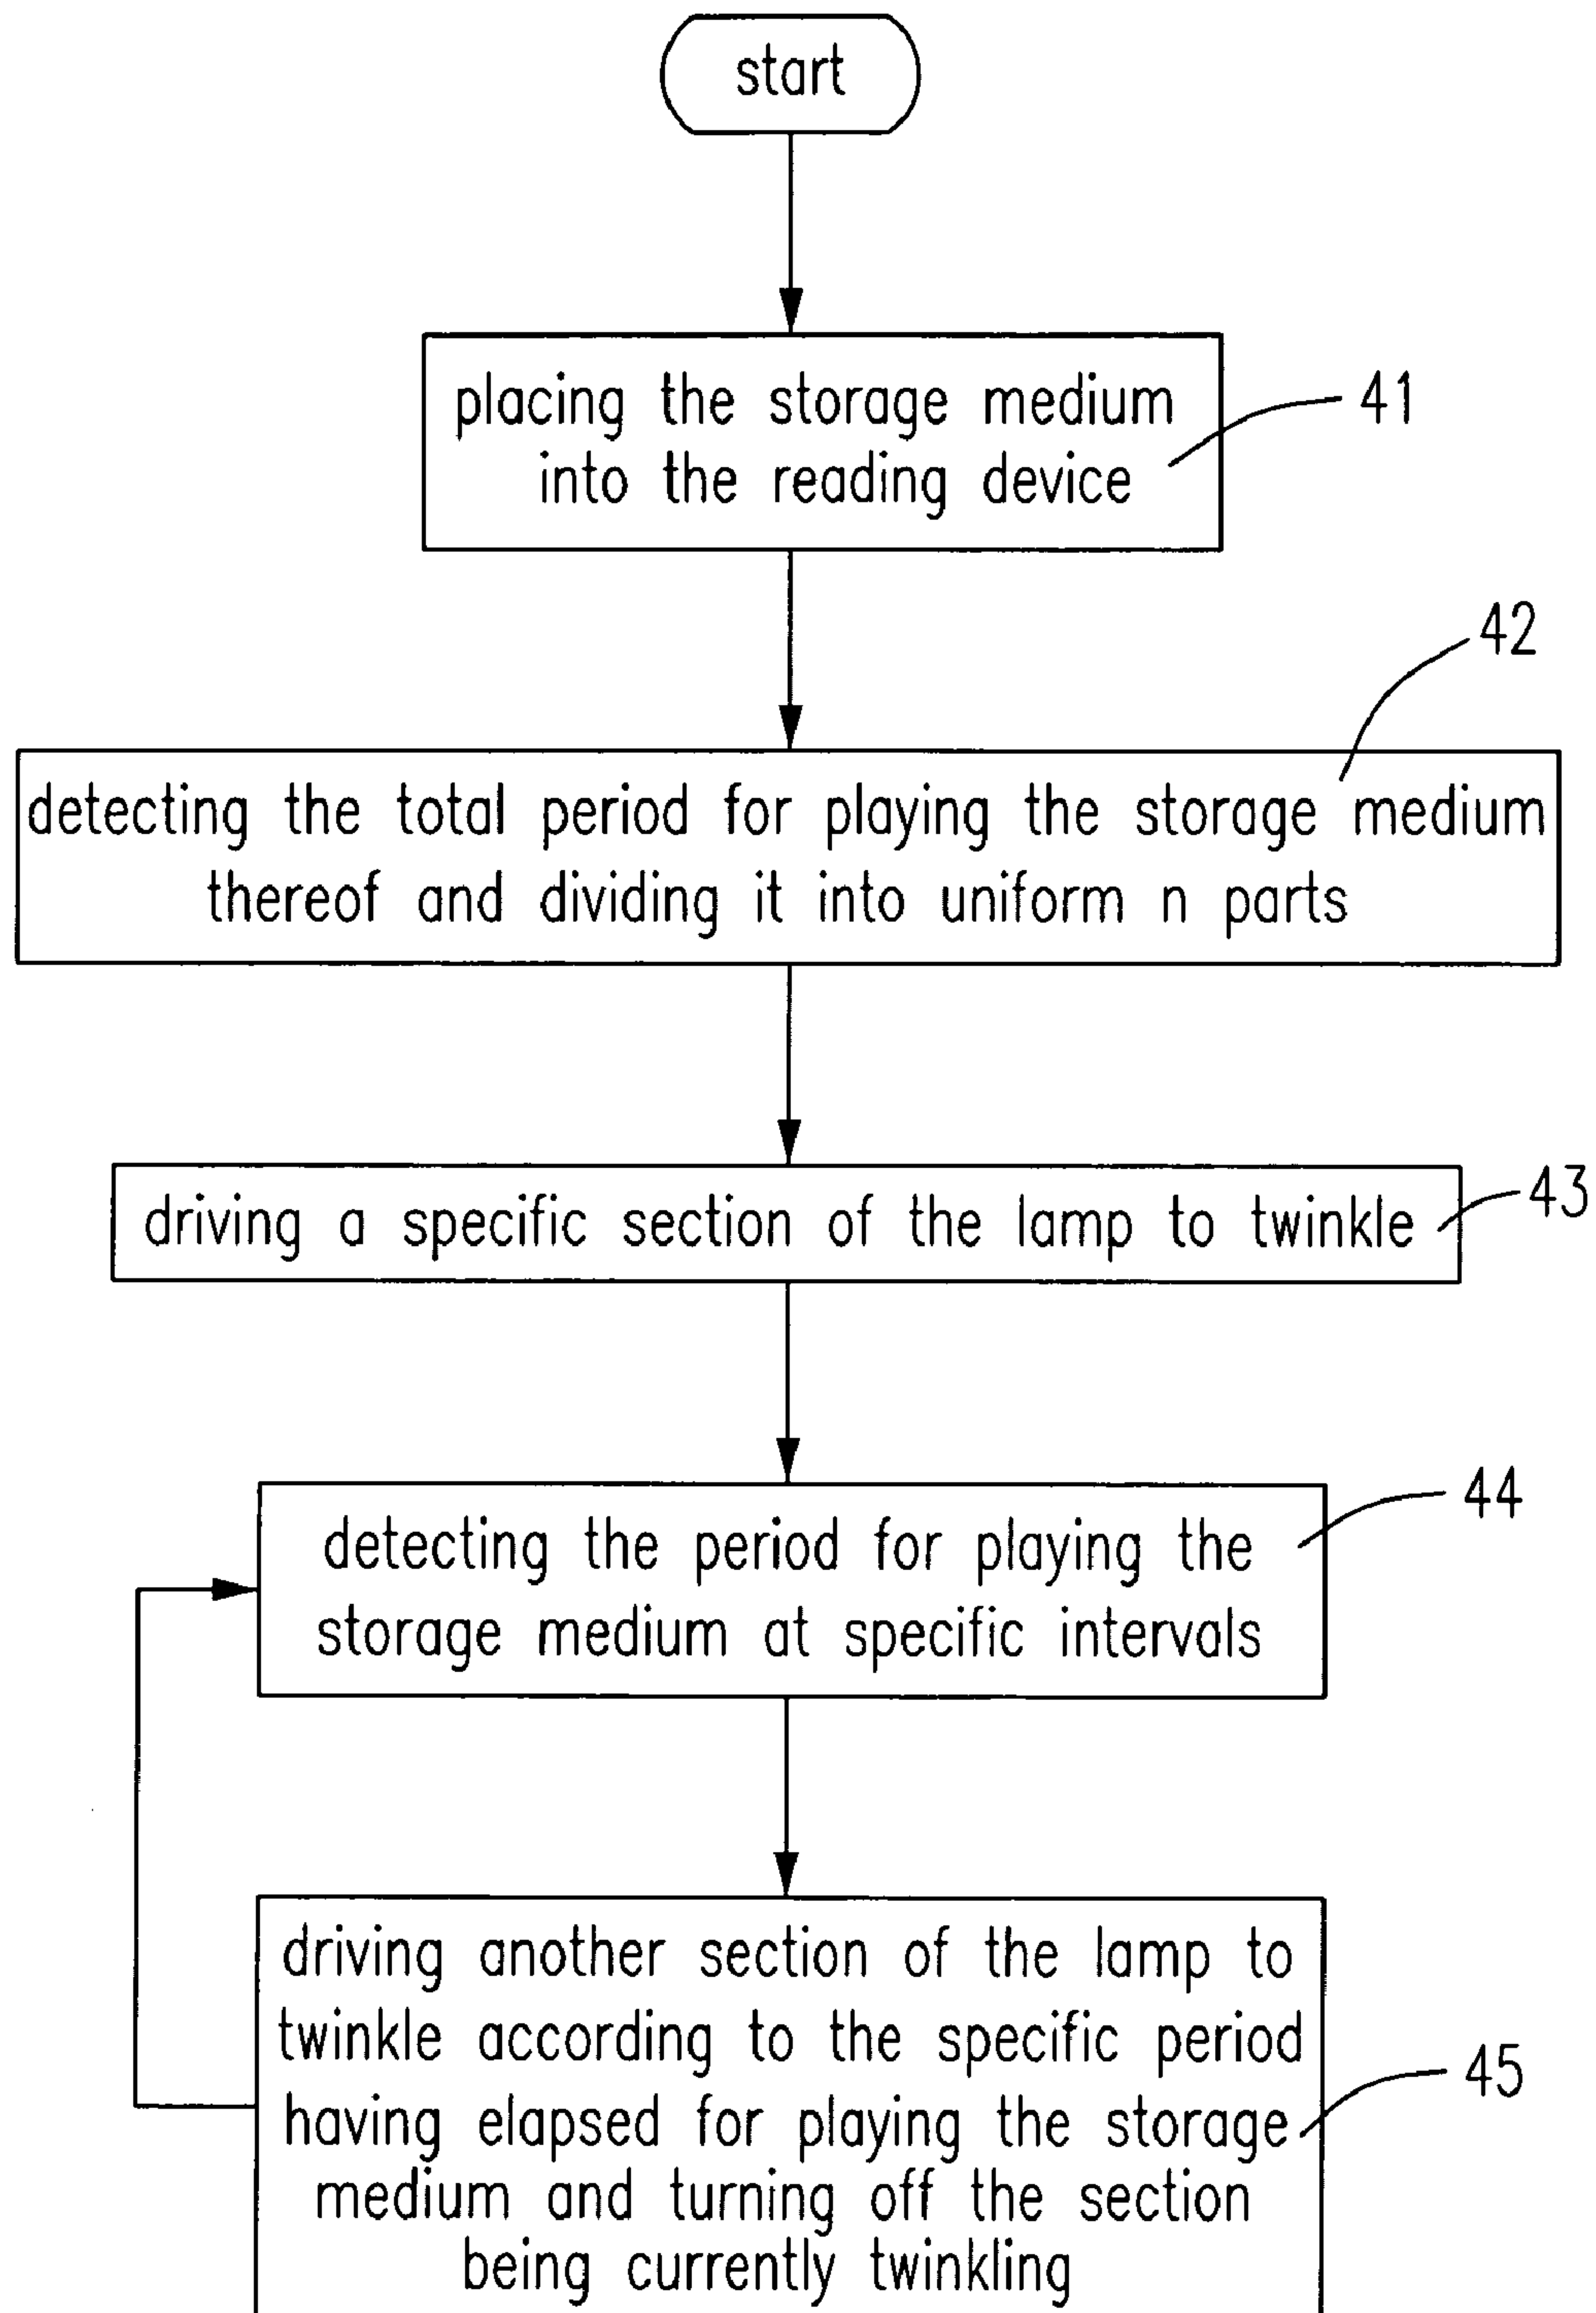 start
placing the storage medium
into the reading device
41
42
detecting the total period for playing the storage medium
thereof and dividing it into uniform n parts
driving a specific section of the lamp to twinkle
43
detecting the period for playing the
storage medium at specific intervals
44
driving another section of the lamp to
twinkle according to the specific period
having elapsed for playing the storage
medium and turning off the section
being currently twinkling
45